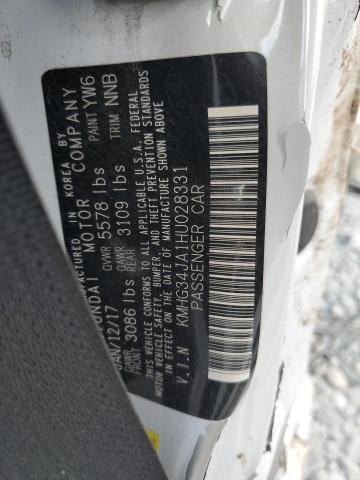 MANUFACTURED IN KOREA BY
HYUNDAI MOTOR COMPANY
JAN/12/17 GVWR 5578 lbs PAINT YW6
GAWR FRONT 3086 lbs GAWR REAR 3109 lbs TRIM NNB
THIS VEHICLE CONFORMS TO ALL APPLICABLE U.S.A. FEDERAL
MOTOR VEHICLE SAFETY, BUMPER, AND THEFT PREVENTION
STANDARDS IN EFFECT ON THE DATE OF MANUFACTURE SHOWN ABOVE
V.I.N KMHG34JA1HU028331
PASSENGER CAR